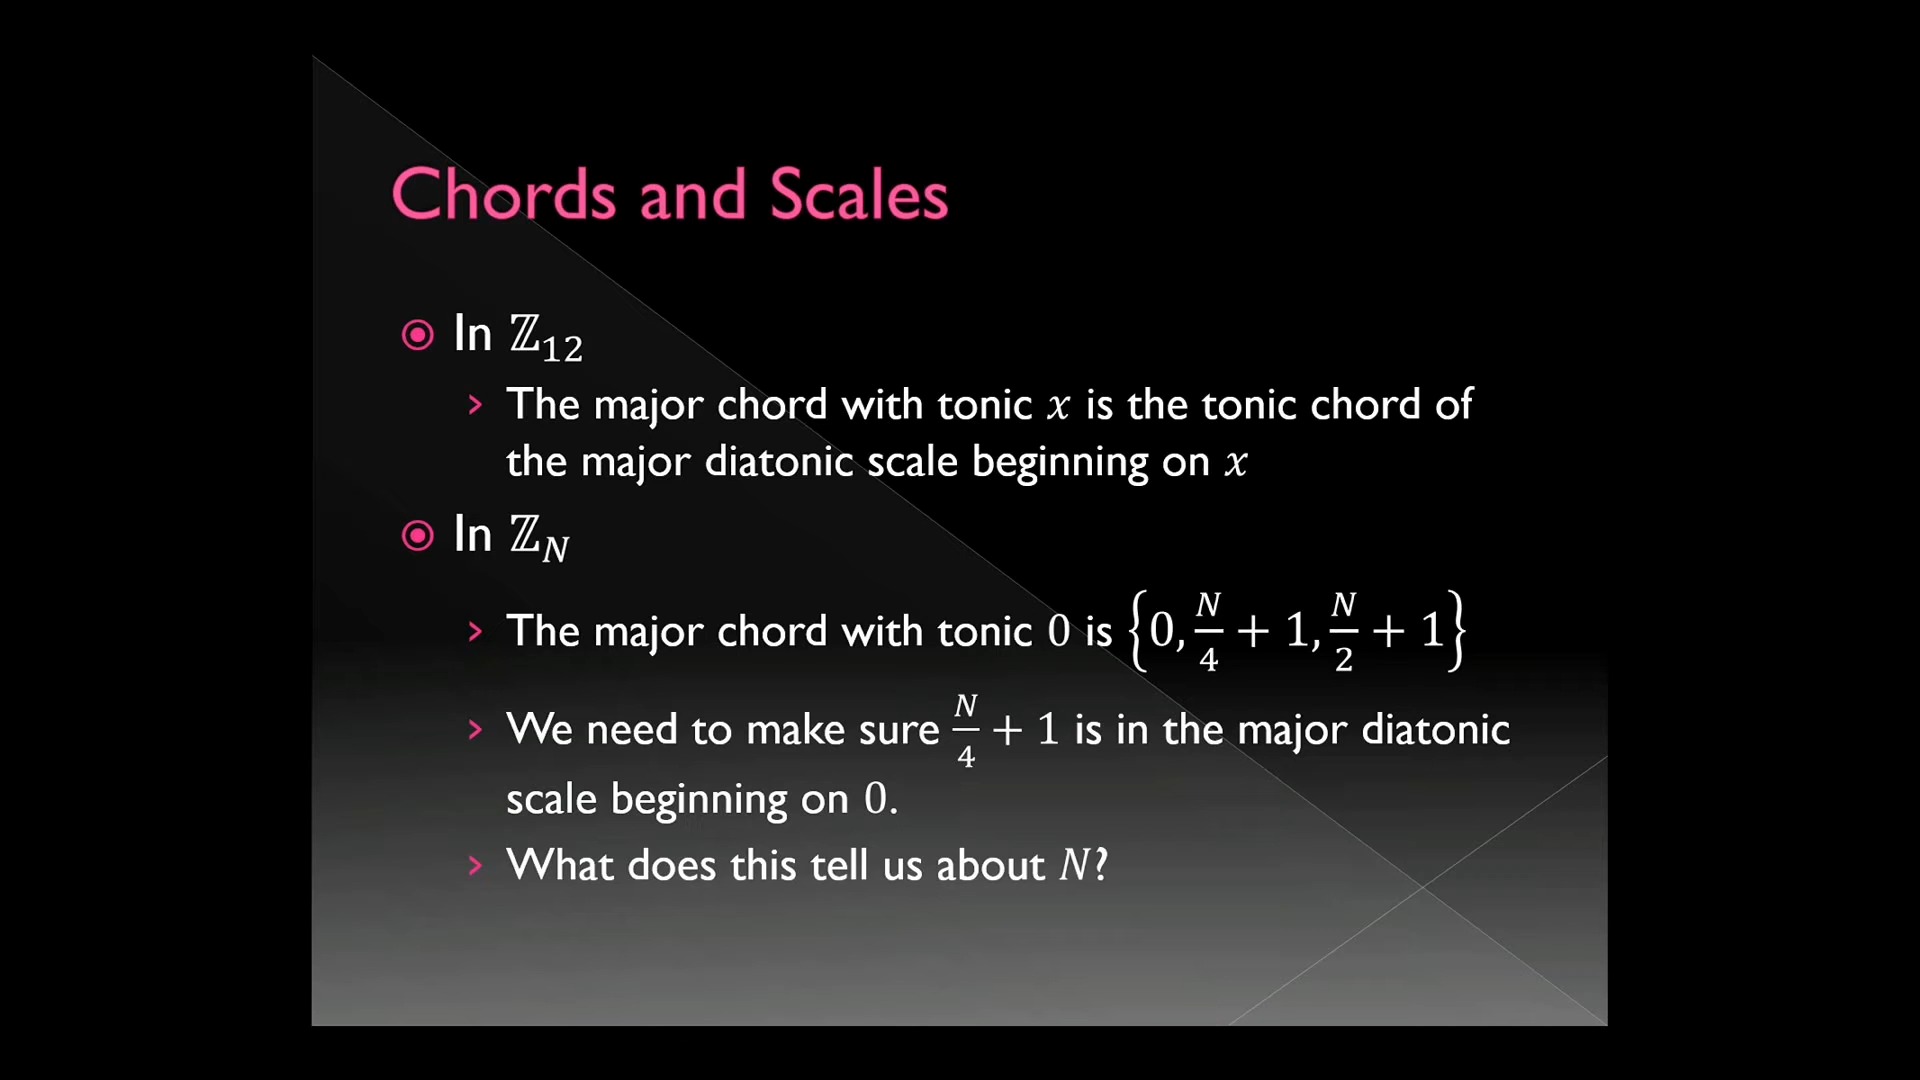 Chords and Scales
In ℤ₁₂
The major chord with tonic x is the tonic chord of
the major diatonic scale beginning on x
In ℤ_N
The major chord with tonic 0 is {0, N/4 + 1, N/2 + 1}
We need to make sure N/4 + 1 is in the major diatonic
scale beginning on 0.
What does this tell us about N?